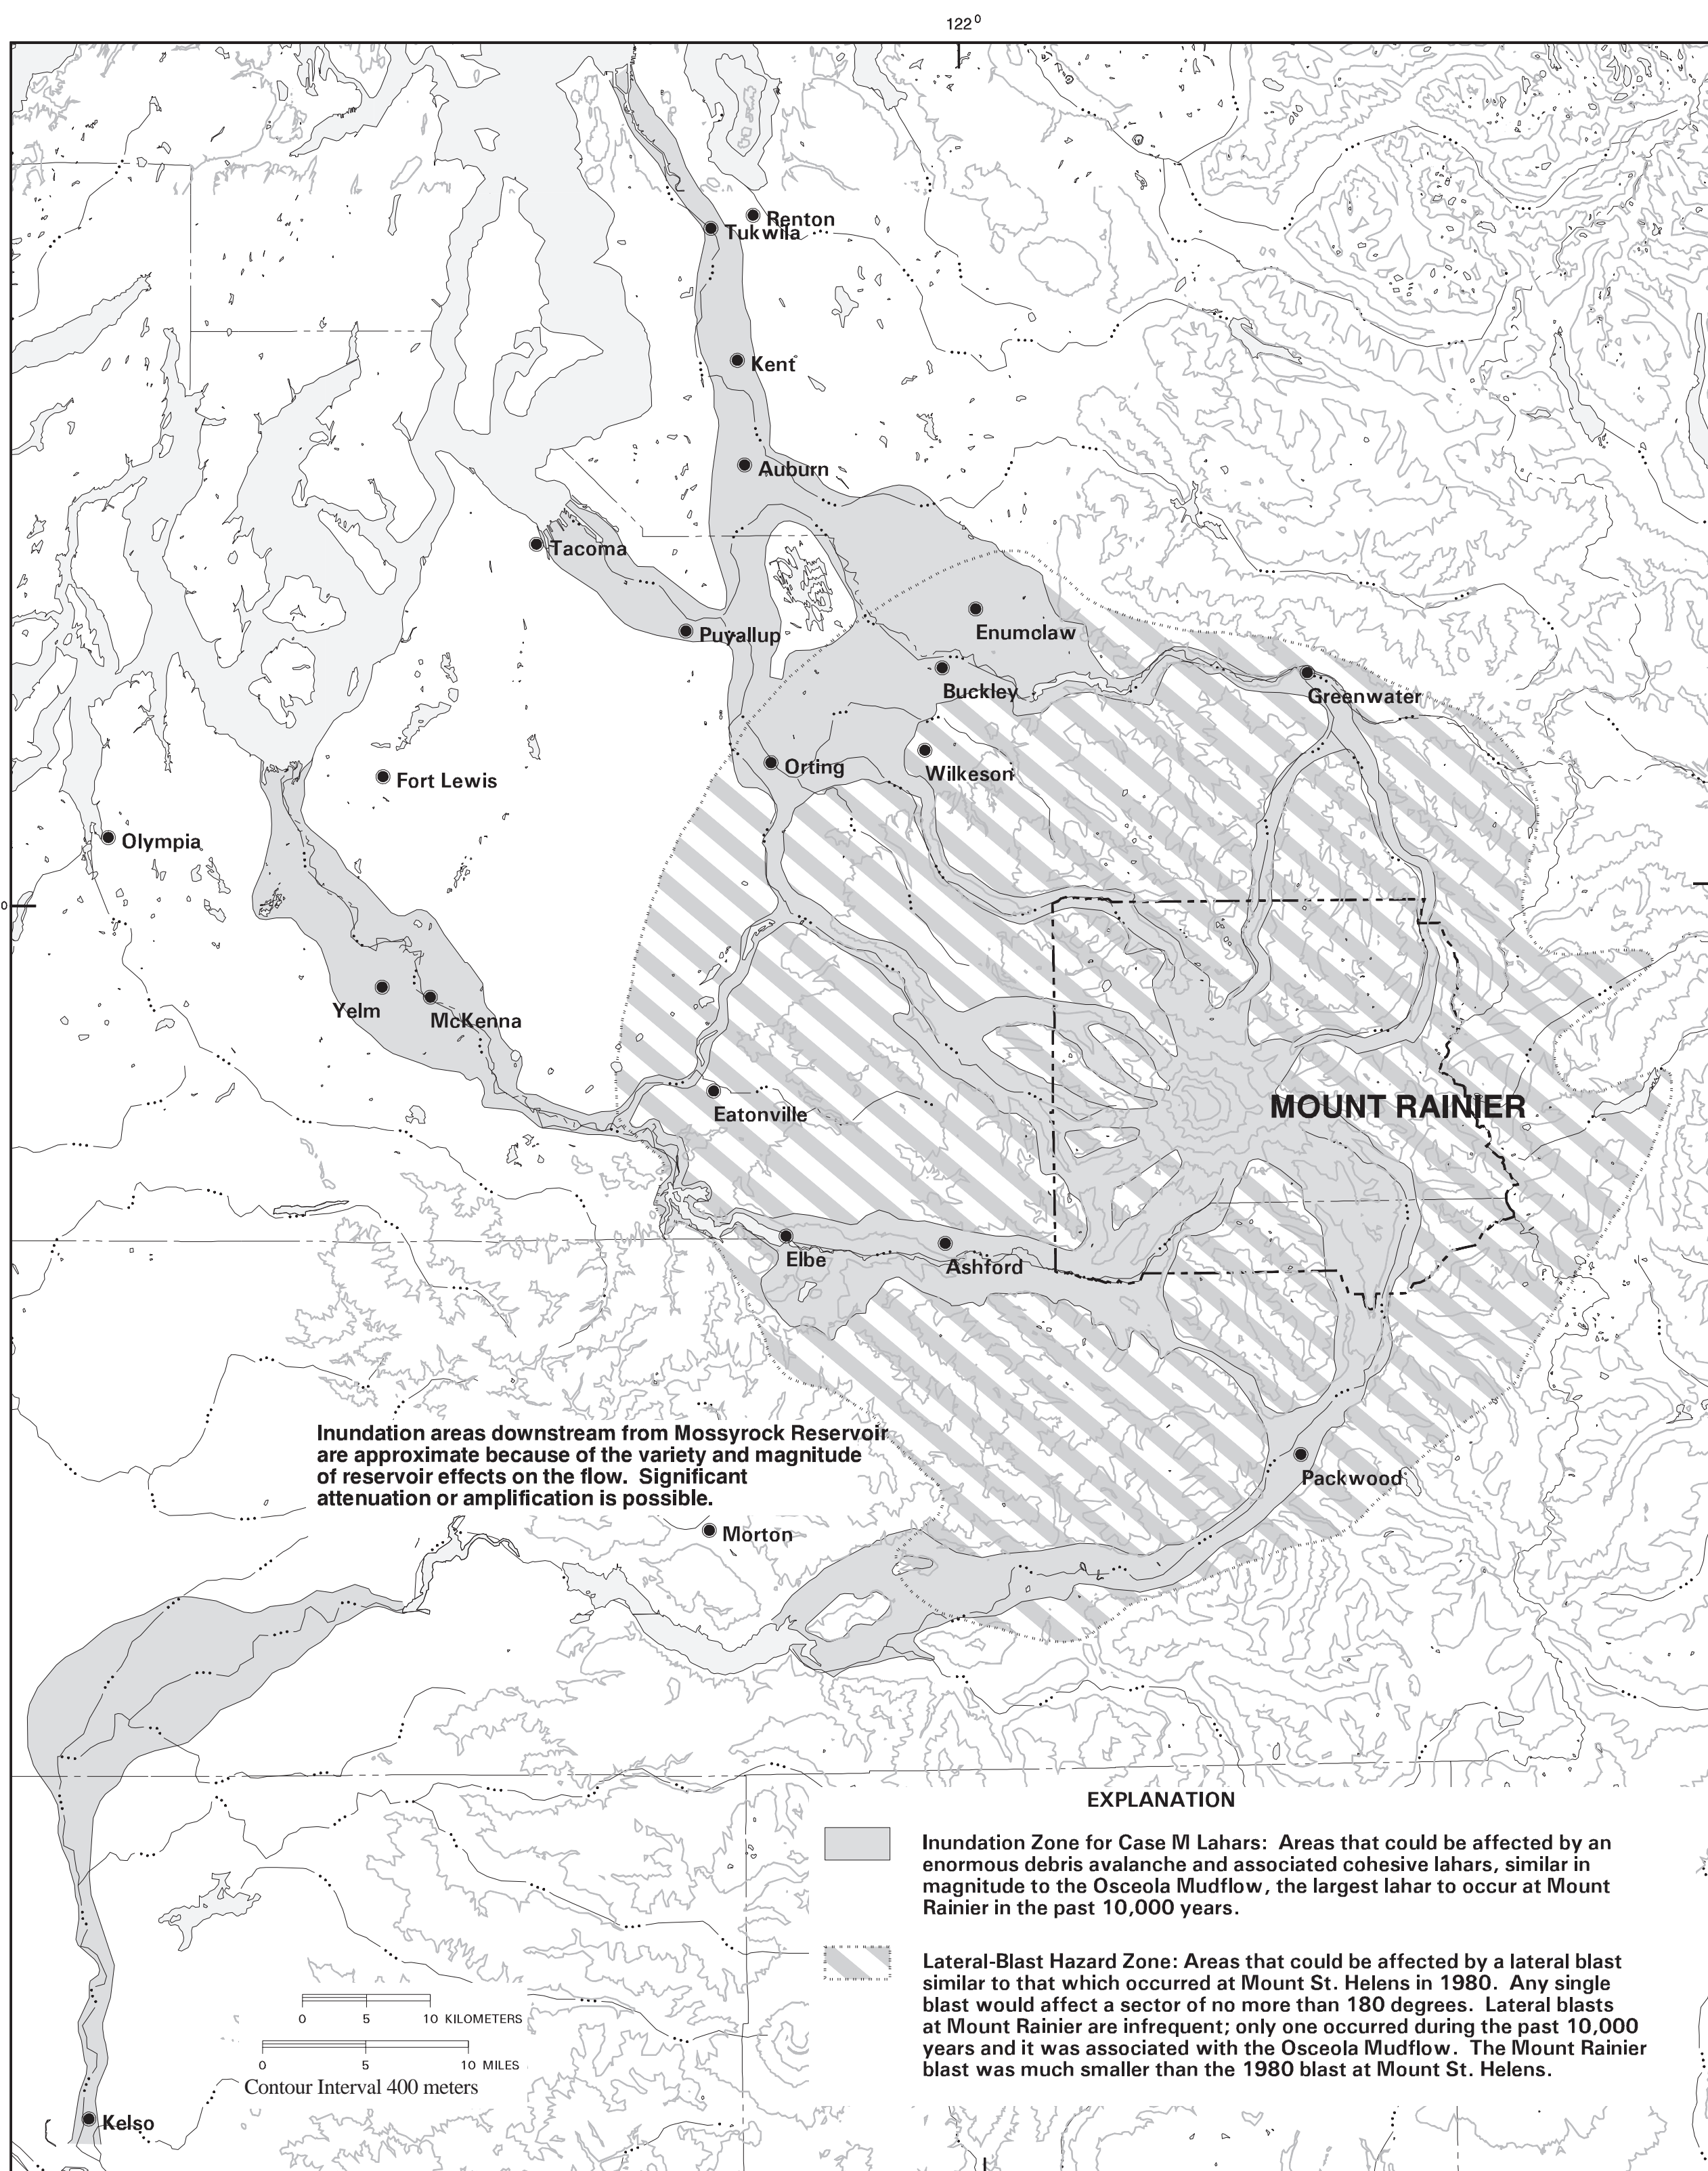 122⁰
Renton
Tukwila
Kent
Auburn
Tacoma
Enumclaw
Puyallup
Buckley
Greenwater
Orting
Wilkeson
Fort Lewis
Olympia
0
Yelm
McKenna
MOUNT RAINIER
Eatonville
Elbe
Ashford
Inundation areas downstream from Mossyrock Reservoir
are approximate because of the variety and magnitude
of reservoir effects on the flow. Significant
attenuation or amplification is possible.
Packwood
Morton
EXPLANATION
Inundation Zone for Case M Lahars: Areas that could be affected by an
enormous debris avalanche and associated cohesive lahars, similar in
magnitude to the Osceola Mudflow, the largest lahar to occur at Mount
Rainier in the past 10,000 years.
Lateral-Blast Hazard Zone: Areas that could be affected by a lateral blast
similar to that which occurred at Mount St. Helens in 1980. Any single
blast would affect a sector of no more than 180 degrees. Lateral blasts
at Mount Rainier are infrequent; only one occurred during the past 10,000
years and it was associated with the Osceola Mudflow. The Mount Rainier
blast was much smaller than the 1980 blast at Mount St. Helens.
0 5 10 KILOMETERS
0 5 10 MILES
Contour Interval 400 meters
Kelso